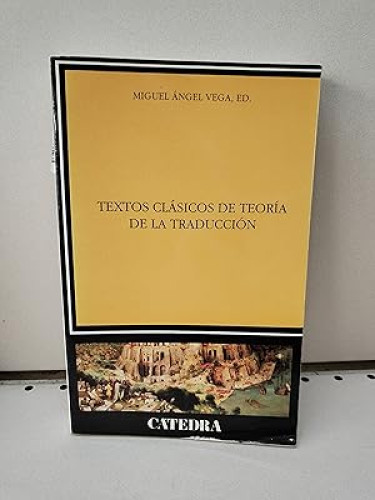 MIGUEL ÁNGEL VEGA, ED.
TEXTOS CLÁSICOS DE TEORÍA
DE LA TRADUCCIÓN
CATEDRA